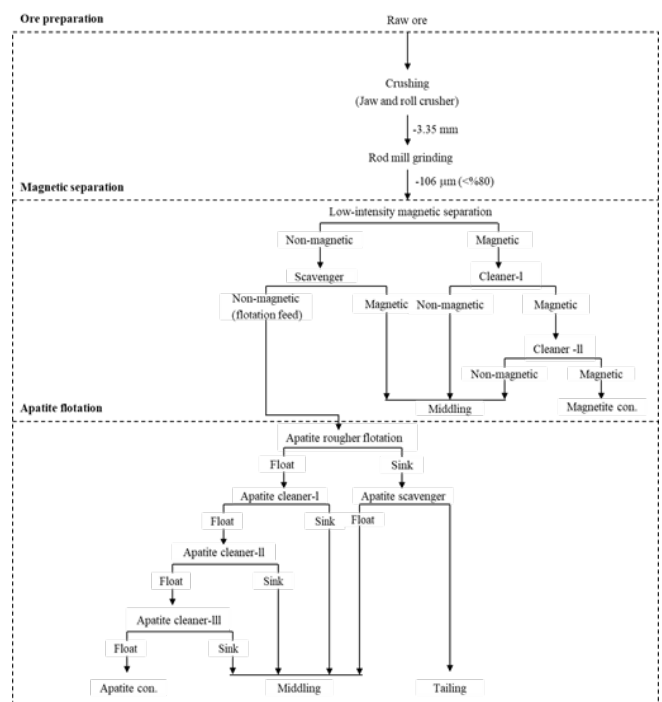 Ore preparation
Raw ore
Crushing
(Jaw and roll crusher)
-3.35 mm
Rod mill grinding
-106 µm (<%80)
Magnetic separation
Low-intensity magnetic separation
Non-magnetic
Magnetic
Scavenger
Cleaner-I
Non-magnetic
(flotation feed)
Magnetic
Non-magnetic
Magnetic
Cleaner -ll
Non-magnetic
Magnetic
Middling
Magnetite con.
Apatite flotation
Apatite rougher flotation
Float
Sink
Apatite cleaner-l
Apatite scavenger
Float
Sink
Float
Apatite cleaner-ll
Float
Sink
Apatite cleaner-lll
Float
Sink
Apatite con.
Middling
Tailing